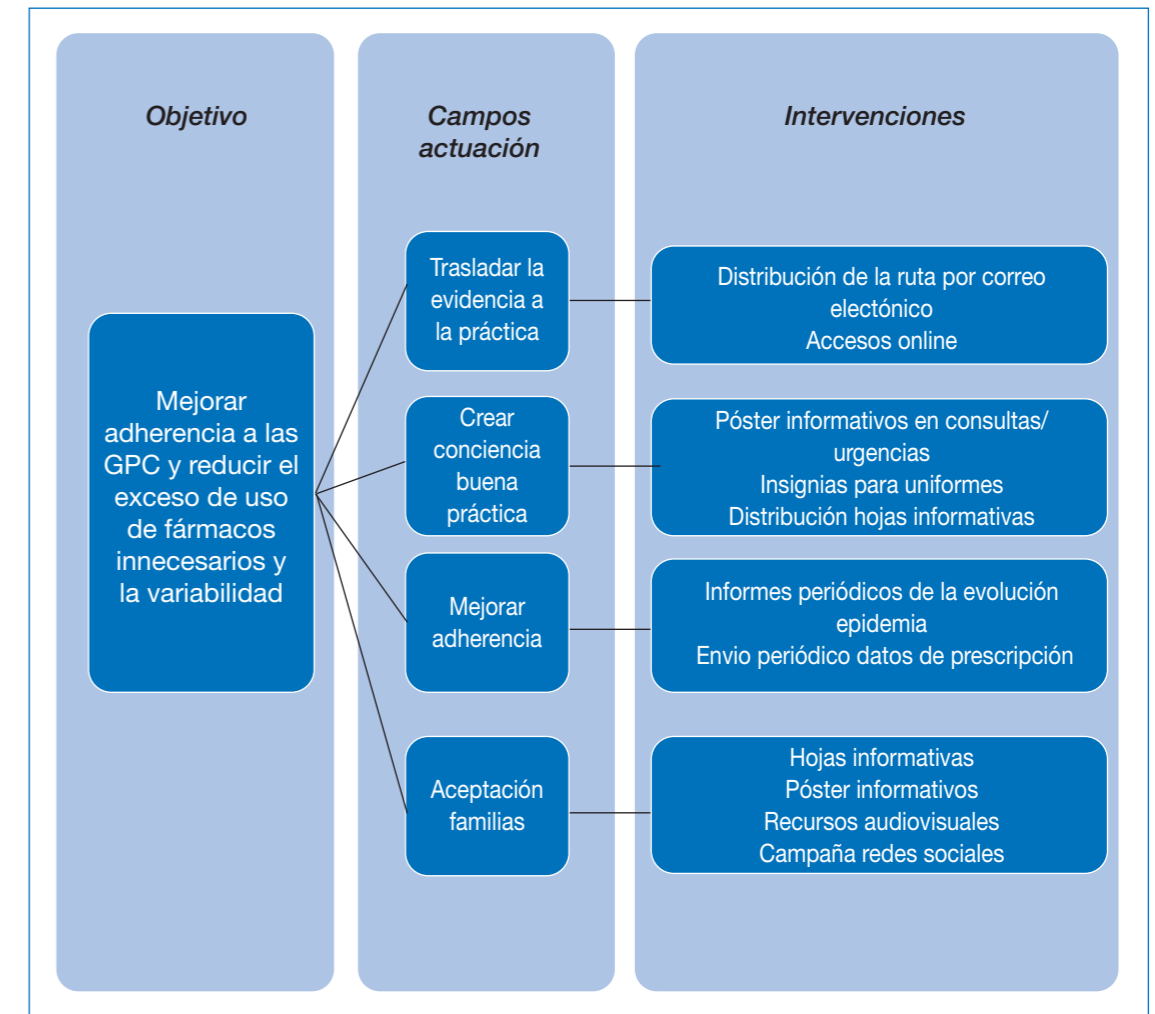 Objetivo
Campos
actuación
Intervenciones
Mejorar
adherencia a las
GPC y reducir el
exceso de uso
de fármacos
innecesarios y
la variabilidad
Trasladar la
evidencia a
la práctica
Distribución de la ruta por correo
electónico
Accesos online
Crear
conciencia
buena
práctica
Póster informativos en consultas/
urgencias
Insignias para uniformes
Distribución hojas informativas
Mejorar
adherencia
Informes periódicos de la evolución
epidemia
Envio periódico datos de prescripción
Aceptación
familias
Hojas informativas
Póster informativos
Recursos audiovisuales
Campaña redes sociales